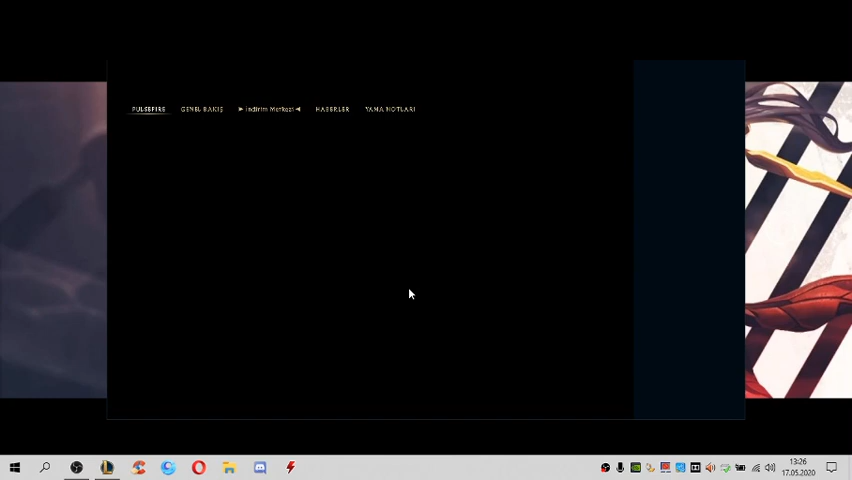 PULSEFIRE GENEL BAKIŞ ► İndirim Merkezi ◄ HABERLER YAMA NOTLARI
13:26
17.05.2020